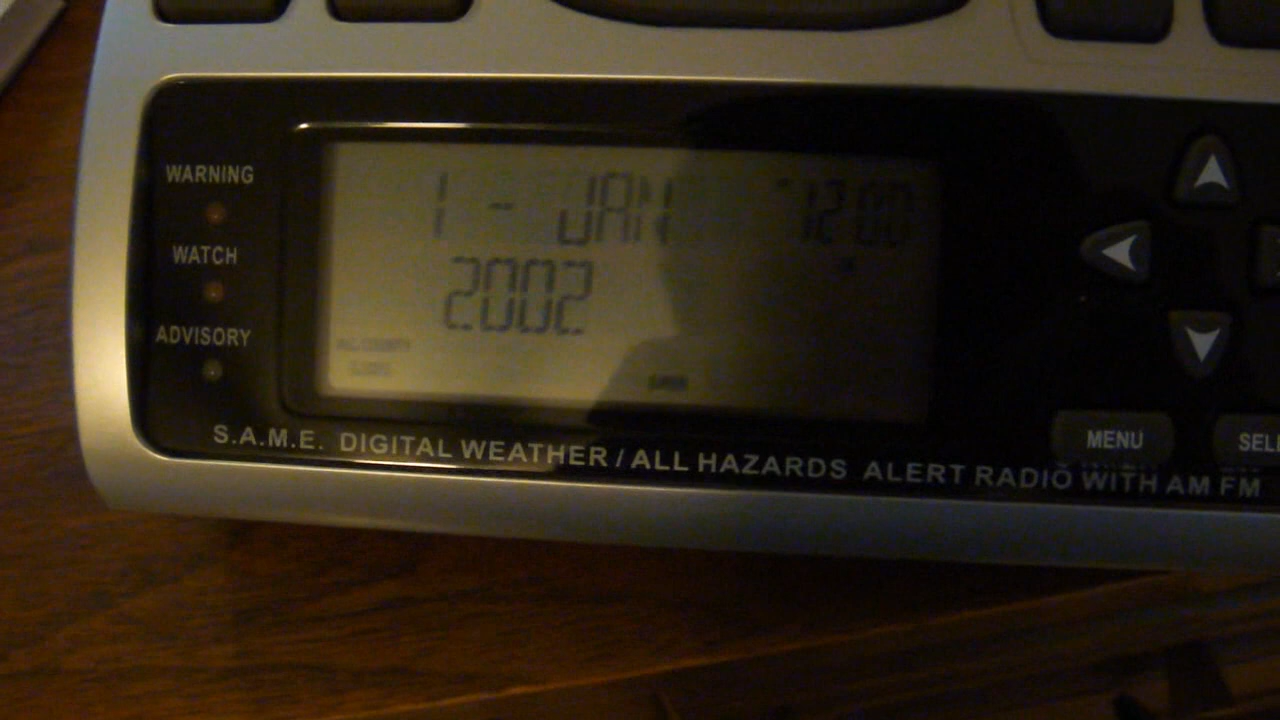 WARNING
WATCH
ADVISORY
1 - JAN 12 00
2002
MENU
S.A.M.E. DIGITAL WEATHER / ALL HAZARDS ALERT RADIO WITH AM FM